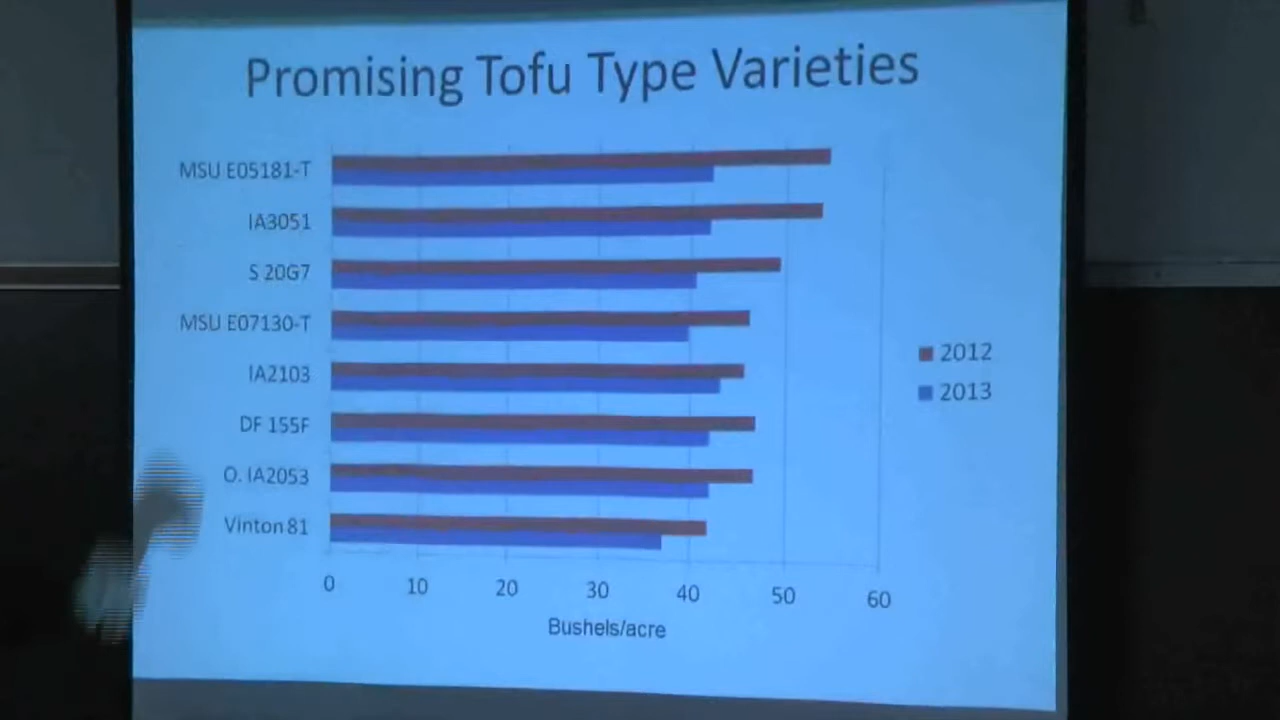 Promising Tofu Type Varieties
MSU E05181-T
IA3051
S 20G7
MSU E07130-T
IA2103
DF 155F
O. IA2053
Vinton 81
2012
2013
0 10 20 30 40 50 60
Bushels/acre